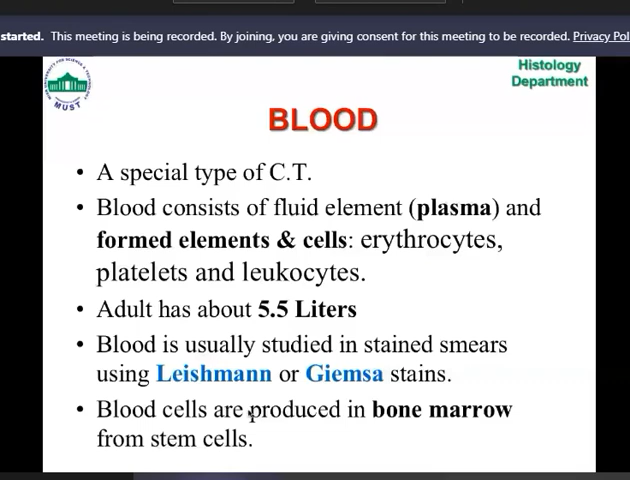 started. This meeting is being recorded. By joining, you are giving consent for this meeting to be recorded. Privacy Pol
MUST
Histology
Department
BLOOD
• A special type of C.T.
• Blood consists of fluid element (plasma) and
formed elements & cells: erythrocytes,
platelets and leukocytes.
• Adult has about 5.5 Liters
• Blood is usually studied in stained smears
using Leishmann or Giemsa stains.
• Blood cells are produced in bone marrow
from stem cells.